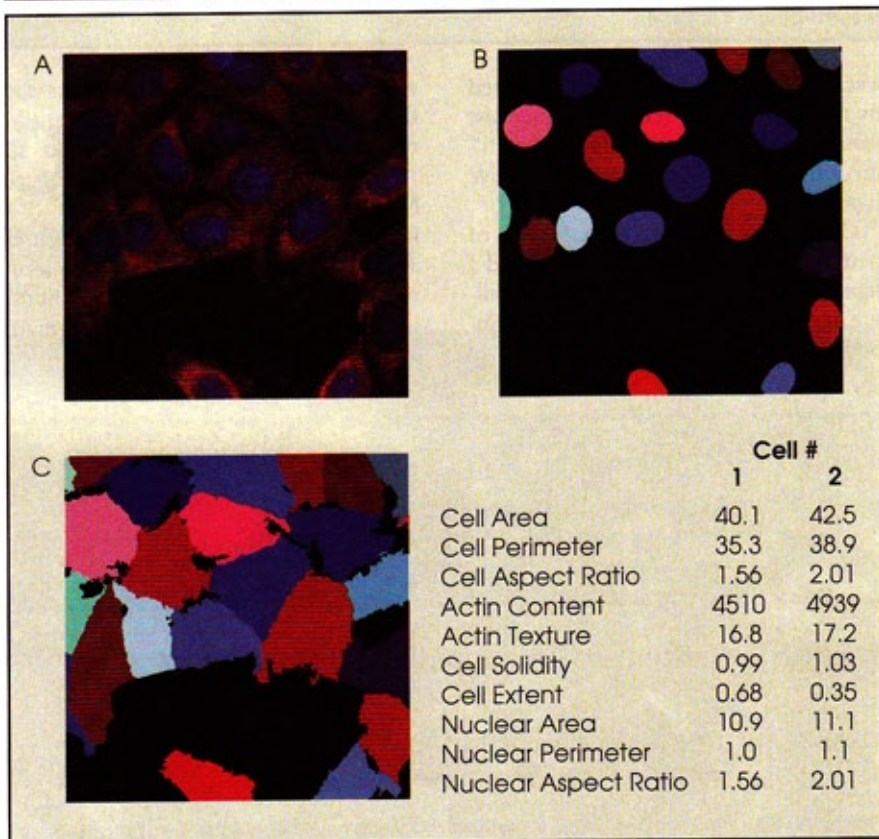 A
B
C
Cell #
1 2
Cell Area 40.1 42.5
Cell Perimeter 35.3 38.9
Cell Aspect Ratio 1.56 2.01
Actin Content 4510 4939
Actin Texture 16.8 17.2
Cell Solidity 0.99 1.03
Cell Extent 0.68 0.35
Nuclear Area 10.9 11.1
Nuclear Perimeter 1.0 1.1
Nuclear Aspect Ratio 1.56 2.01